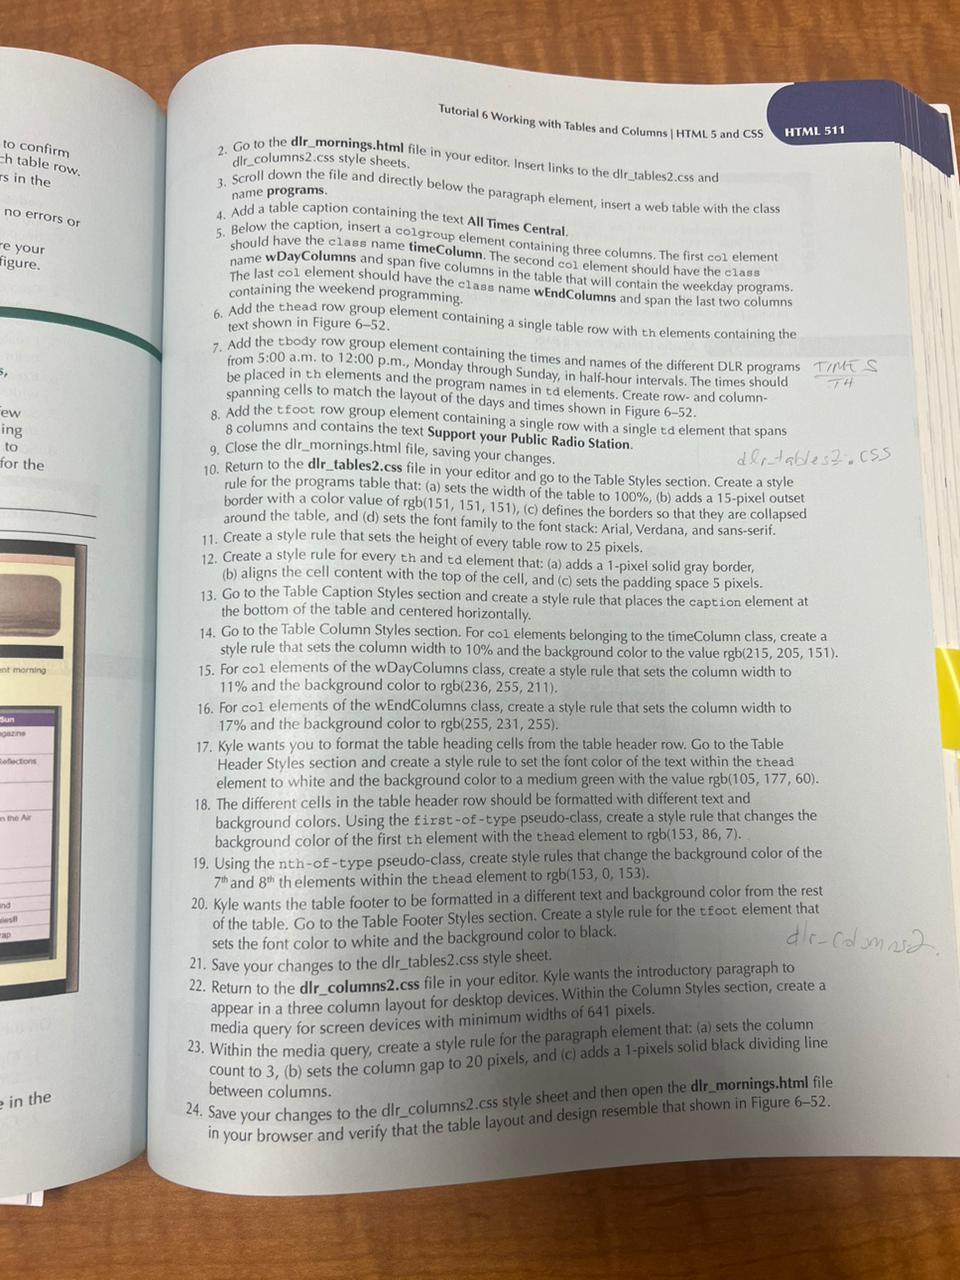 to confirm
ch table row.
rs in the
no errors or
re your
figure.
s,
ew
ing
to
for the
ent morning
Sun
agazine
Reflections
n the Air
nd
rap
e in the
Tutorial 6 Working with Tables and Columns | HTML 5 and CSS HTML 511
2. Go to the dlr_mornings.html file in your editor. Insert links to the dlr_tables2.css and
dlr_columns2.css style sheets.
3. Scroll down the file and directly below the paragraph element, insert a web table with the class
name programs.
4. Add a table caption containing the text All Times Central.
5. Below the caption, insert a colgroup element containing three columns. The first col element
should have the class name timeColumn. The second col element should have the class
name wDayColumns and span five columns in the table that will contain the weekday programs.
The last col element should have the class name wEndColumns and span the last two columns
containing the weekend programming.
6. Add the thead row group element containing a single table row with th elements containing the
text shown in Figure 6–52.
7. Add the tbody row group element containing the times and names of the different DLR programs
from 5:00 a.m. to 12:00 p.m., Monday through Sunday, in half-hour intervals. The times should
be placed in th elements and the program names in td elements. Create row- and column-
spanning cells to match the layout of the days and times shown in Figure 6–52.
TIMES
TH
8. Add the tfoot row group element containing a single row with a single td element that spans
8 columns and contains the text Support your Public Radio Station.
9. Close the dlr_mornings.html file, saving your changes.
dlr_tables2.css
10. Return to the dlr_tables2.css file in your editor and go to the Table Styles section. Create a style
rule for the programs table that: (a) sets the width of the table to 100%, (b) adds a 15-pixel outset
border with a color value of rgb(151, 151, 151), (c) defines the borders so that they are collapsed
around the table, and (d) sets the font family to the font stack: Arial, Verdana, and sans-serif.
11. Create a style rule that sets the height of every table row to 25 pixels.
12. Create a style rule for every th and td element that: (a) adds a 1-pixel solid gray border,
(b) aligns the cell content with the top of the cell, and (c) sets the padding space 5 pixels.
13. Go to the Table Caption Styles section and create a style rule that places the caption element at
the bottom of the table and centered horizontally.
14. Go to the Table Column Styles section. For col elements belonging to the timeColumn class, create a
style rule that sets the column width to 10% and the background color to the value rgb(215, 205, 151).
15. For col elements of the wDayColumns class, create a style rule that sets the column width to
11% and the background color to rgb(236, 255, 211).
16. For col elements of the wEndColumns class, create a style rule that sets the column width to
17% and the background color to rgb(255, 231, 255).
17. Kyle wants you to format the table heading cells from the table header row. Go to the Table
Header Styles section and create a style rule to set the font color of the text within the thead
element to white and the background color to a medium green with the value rgb(105, 177, 60).
18. The different cells in the table header row should be formatted with different text and
background colors. Using the first-of-type pseudo-class, create a style rule that changes the
background color of the first th element with the thead element to rgb(153, 86, 7).
19. Using the nth-of-type pseudo-class, create style rules that change the background color of the
7th and 8th th elements within the thead element to rgb(153, 0, 153).
20. Kyle wants the table footer to be formatted in a different text and background color from the rest
of the table. Go to the Table Footer Styles section. Create a style rule for the tfoot element that
sets the font color to white and the background color to black.
dlr-columns2.
21. Save your changes to the dlr_tables2.css style sheet.
22. Return to the dlr_columns2.css file in your editor. Kyle wants the introductory paragraph to
appear in a three column layout for desktop devices. Within the Column Styles section, create a
media query for screen devices with minimum widths of 641 pixels.
23. Within the media query, create a style rule for the paragraph element that: (a) sets the column
count to 3, (b) sets the column gap to 20 pixels, and (c) adds a 1-pixels solid black dividing line
between columns.
24. Save your changes to the dlr_columns2.css style sheet and then open the dlr_mornings.html file
in your browser and verify that the table layout and design resemble that shown in Figure 6–52.